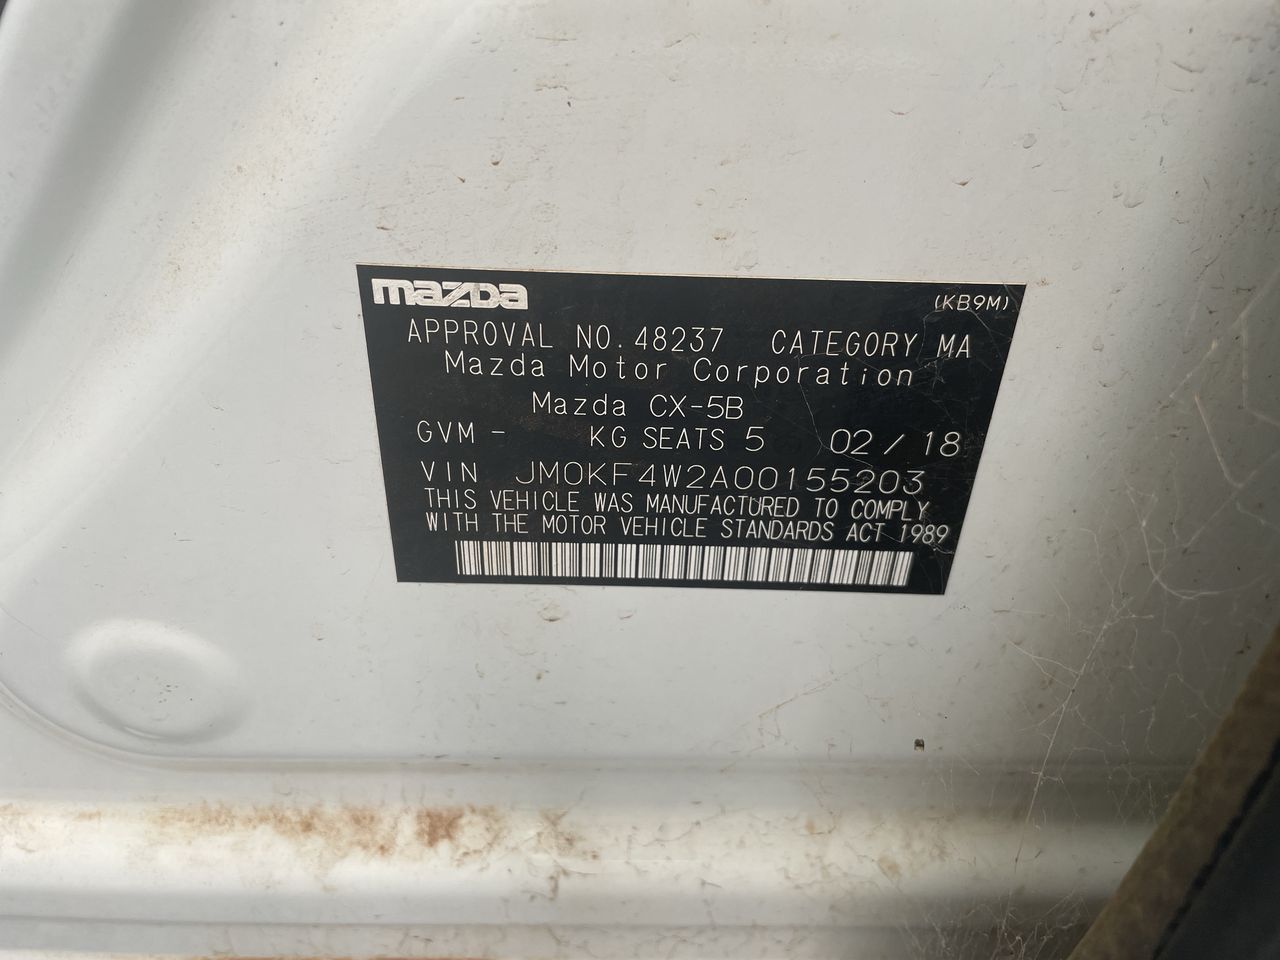 mazda (KB9M)
APPROVAL NO.48237 CATEGORY MA
Mazda Motor Corporation
Mazda CX-5B
GVM - KG SEATS 5 02/18
VIN JM0KF4W2A00155203
THIS VEHICLE WAS MANUFACTURED TO COMPLY
WITH THE MOTOR VEHICLE STANDARDS ACT 1989